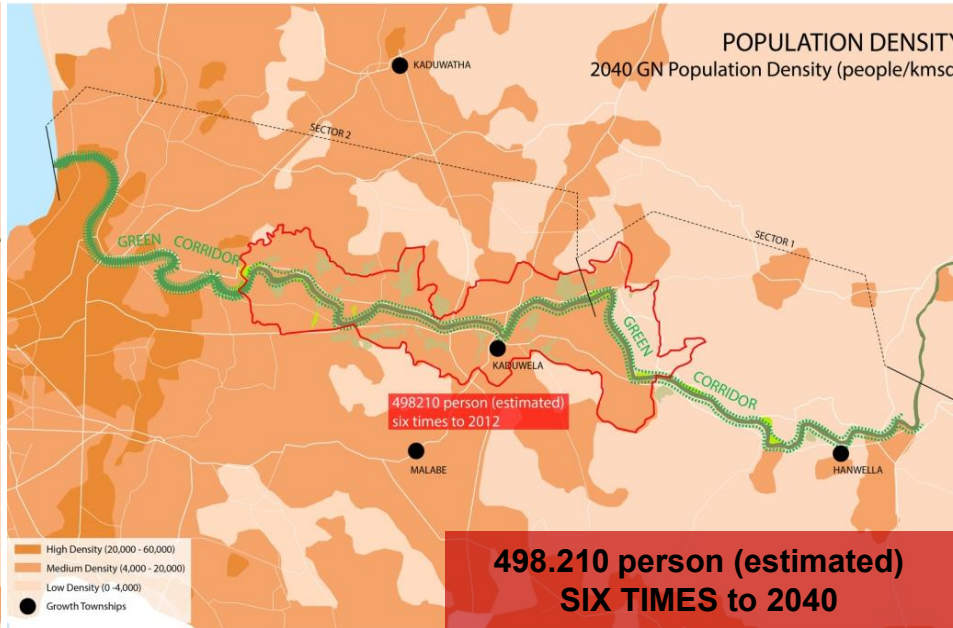 POPULATION DENSITY
2040 GN Population Density (people/kmsq
KADUWATHA
SECTOR 2
SECTOR 1
GREEN CORRIDOR
GREEN CORRIDOR
KADUWELA
498210 person (estimated)
six times to 2012
MALABE
HANWELLA
High Density (20,000 - 60,000)
Medium Density (4,000 - 20,000)
Low Density (0 -4,000)
Growth Townships
498.210 person (estimated)
SIX TIMES to 2040